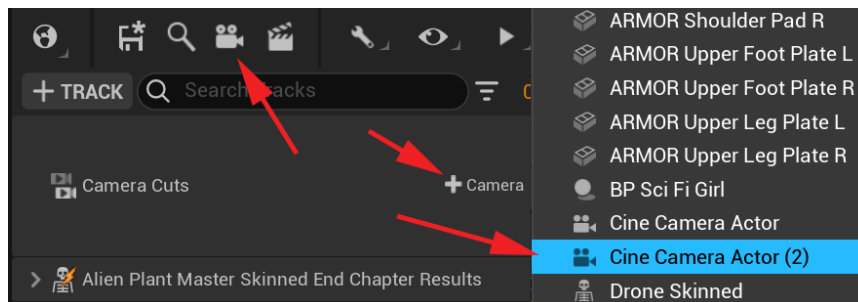 ARMOR Shoulder Pad R
ARMOR Upper Foot Plate L
ARMOR Upper Foot Plate R
ARMOR Upper Leg Plate L
ARMOR Upper Leg Plate R
BP Sci Fi Girl
Cine Camera Actor
Cine Camera Actor (2)
Drone Skinned
+ TRACK
Search Tracks
Camera Cuts
+ Camera
Alien Plant Master Skinned End Chapter Results